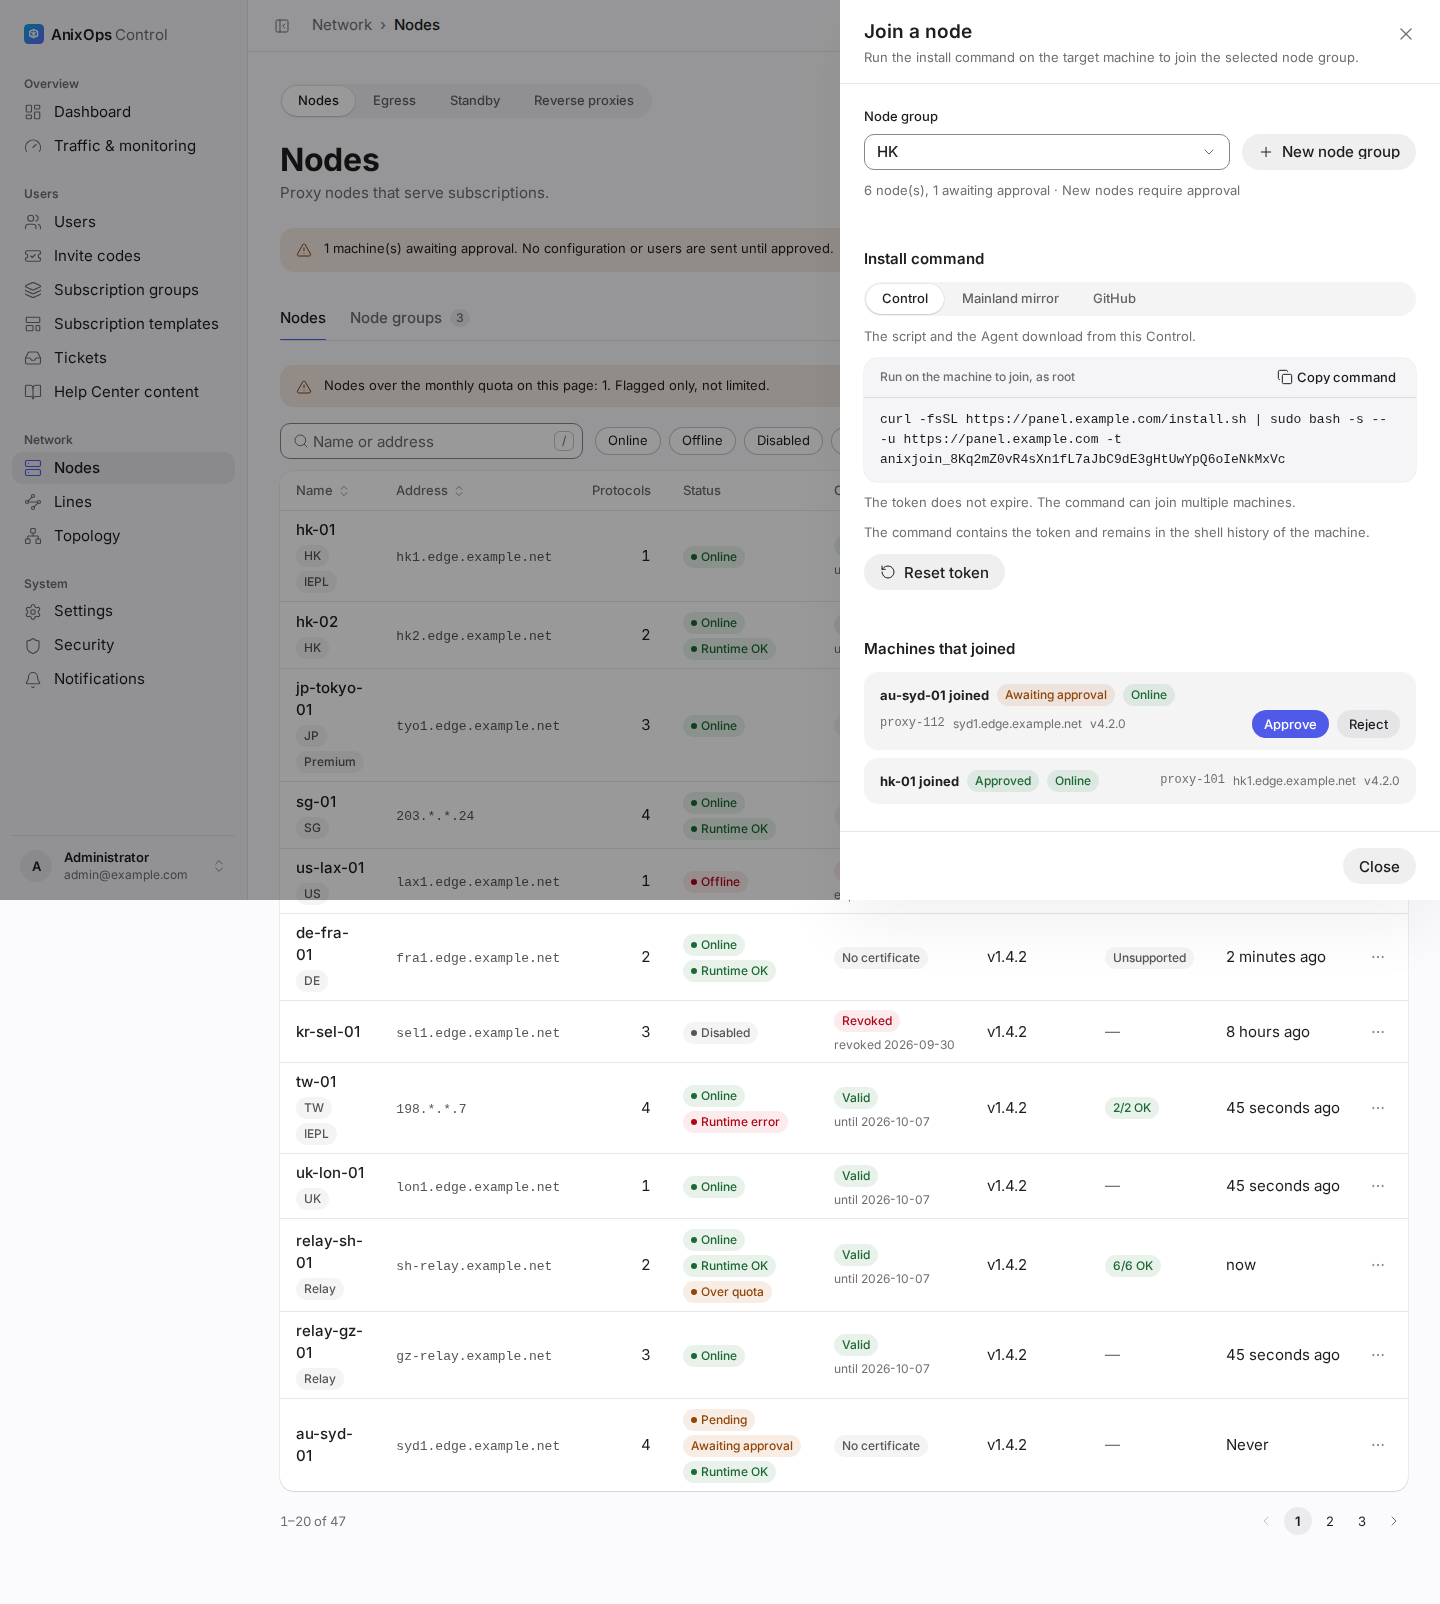 AnixOps Control
Overview
Dashboard
Traffic & monitoring
Users
Users
Invite codes
Subscription groups
Subscription templates
Tickets
Help Center content
Network
Nodes
Lines
Topology
System
Settings
Security
Notifications
A
Administrator
admin@example.com
Network › Nodes
Nodes Egress Standby Reverse proxies
Nodes
Proxy nodes that serve subscriptions.
1 machine(s) awaiting approval. No configuration or users are sent until approved.
Nodes Node groups 3
Nodes over the monthly quota on this page: 1. Flagged only, not limited.
Name or address / Online Offline Disabled
Name Address Protocols Status
hk-01
HK
IEPL
hk1.edge.example.net 1 Online
hk-02
HK
hk2.edge.example.net 2 Online
Runtime OK
jp-tokyo-
01
JP
Premium
tyo1.edge.example.net 3 Online
sg-01
SG
203.*.*.24 4 Online
Runtime OK
us-lax-01
US
lax1.edge.example.net 1 Offline
de-fra-
01
DE
fra1.edge.example.net 2 Online
Runtime OK
No certificate v1.4.2 Unsupported 2 minutes ago ···
kr-sel-01 sel1.edge.example.net 3 Disabled Revoked
revoked 2026-09-30
v1.4.2 — 8 hours ago ···
tw-01
TW
IEPL
198.*.*.7 4 Online
Runtime error
Valid
until 2026-10-07
v1.4.2 2/2 OK 45 seconds ago ···
uk-lon-01
UK
lon1.edge.example.net 1 Online Valid
until 2026-10-07
v1.4.2 — 45 seconds ago ···
relay-sh-
01
Relay
sh-relay.example.net 2 Online
Runtime OK
Over quota
Valid
until 2026-10-07
v1.4.2 6/6 OK now ···
relay-gz-
01
Relay
gz-relay.example.net 3 Online Valid
until 2026-10-07
v1.4.2 — 45 seconds ago ···
au-syd-
01
syd1.edge.example.net 4 Pending
Awaiting approval
Runtime OK
No certificate v1.4.2 — Never ···
1–20 of 47
1 2 3
Join a node
Run the install command on the target machine to join the selected node group.
Node group
HK
New node group
6 node(s), 1 awaiting approval · New nodes require approval
Install command
Control Mainland mirror GitHub
The script and the Agent download from this Control.
Run on the machine to join, as root Copy command
curl -fsSL https://panel.example.com/install.sh | sudo bash -s --
-u https://panel.example.com -t
anixjoin_8Kq2mZ0vR4sXn1fL7aJbC9dE3gHtUwYpQ6oIeNkMxVc
The token does not expire. The command can join multiple machines.
The command contains the token and remains in the shell history of the machine.
Reset token
Machines that joined
au-syd-01 joined Awaiting approval Online
proxy-112 syd1.edge.example.net v4.2.0 Approve Reject
hk-01 joined Approved Online proxy-101 hk1.edge.example.net v4.2.0
Close